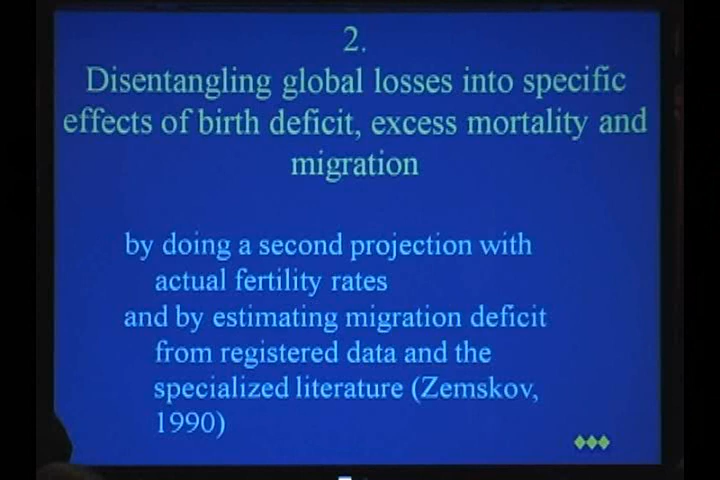 2.
Disentangling global losses into specific
effects of birth deficit, excess mortality and
migration
by doing a second projection with
actual fertility rates
and by estimating migration deficit
from registered data and the
specialized literature (Zemskov,
1990)